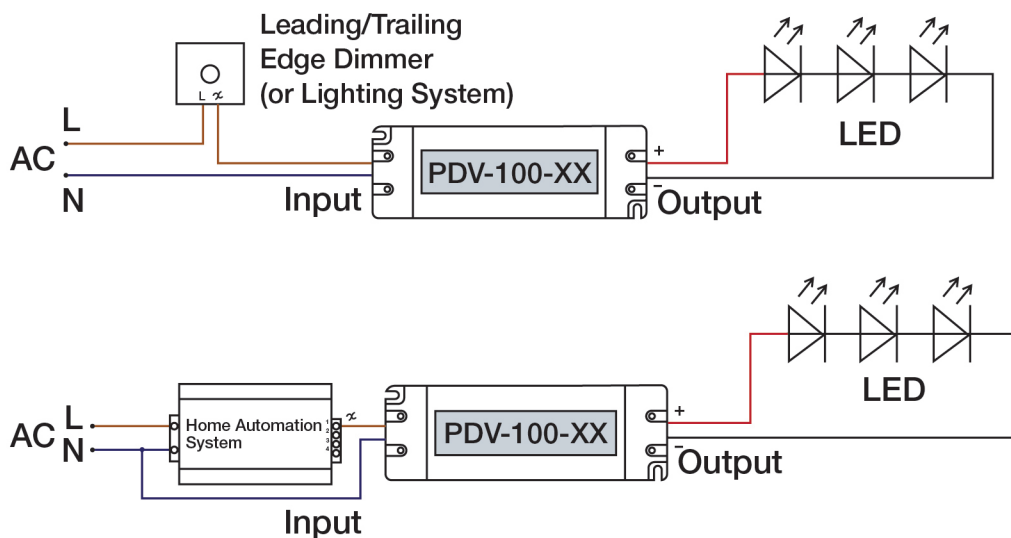 Leading/Trailing
Edge Dimmer
(or Lighting System)
L
L
AC
N
PDV-100-XX
Input
+
-
Output
LED
L
AC
N
Home Automation
System
1
2
3
4
PDV-100-XX
Input
+
-
Output
LED